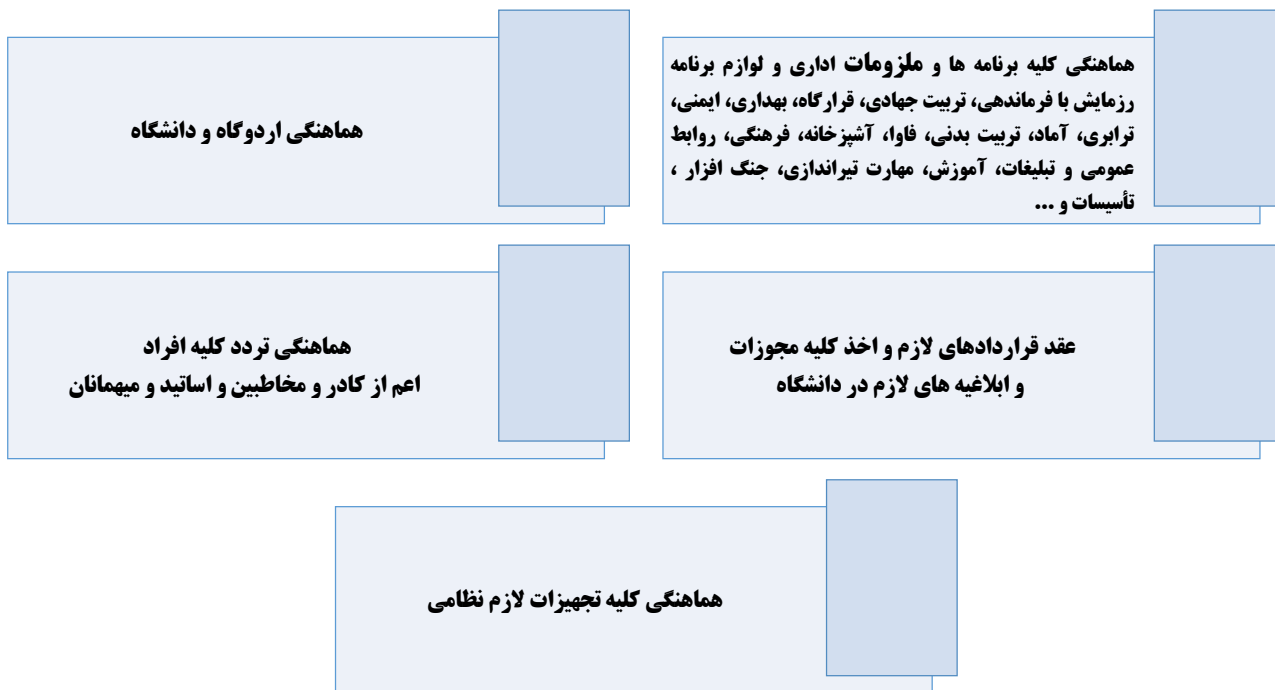 هماهنگی کلیه برنامه ها و ملزومات اداری و لوازم برنامه
رزمایش با فرماندهی، تربیت جهادی، قرارگاه، بهداری، ایمنی،
ترابری، آماد، تربیت بدنی، فاوا، آشپزخانه، فرهنگی، روابط
عمومی و تبلیغات، آموزش، مهارت تیراندازی، جنگ افزار ،
تأسیسات و ...
هماهنگی اردوگاه و دانشگاه
عقد قراردادهای لازم و اخذ کلیه مجوزات
و ابلاغیه های لازم در دانشگاه
هماهنگی تردد کلیه افراد
اعم از کادر و مخاطبین و اساتید و میهمانان
هماهنگی کلیه تجهیزات لازم نظامی